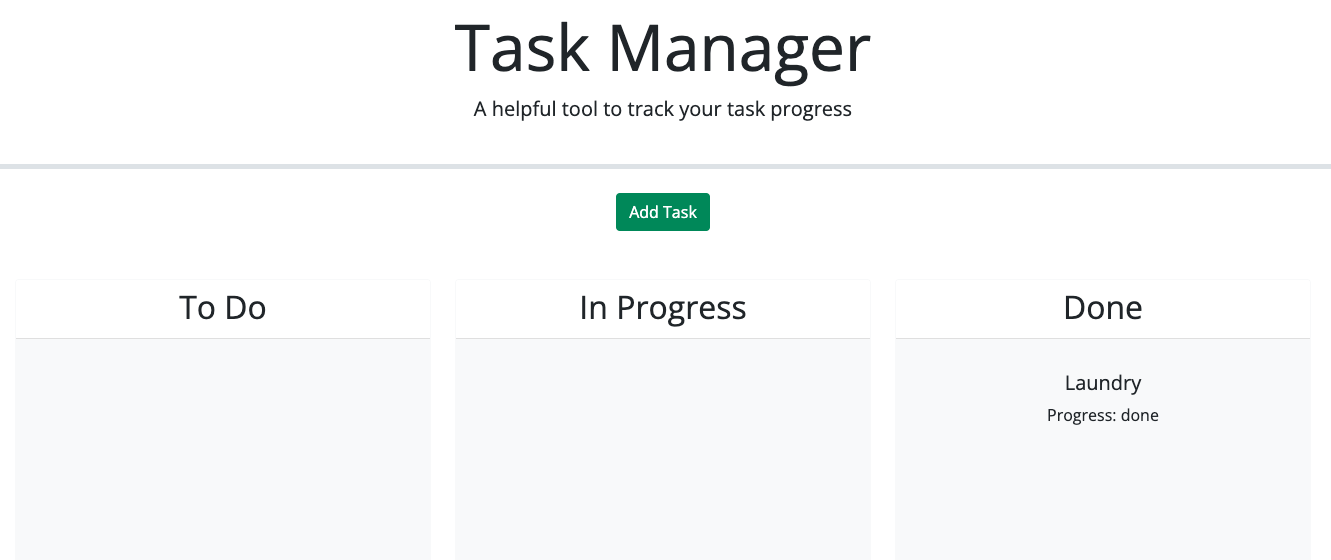 Task Manager
A helpful tool to track your task progress
Add Task
To Do
In Progress
Done
Laundry
Progress: done